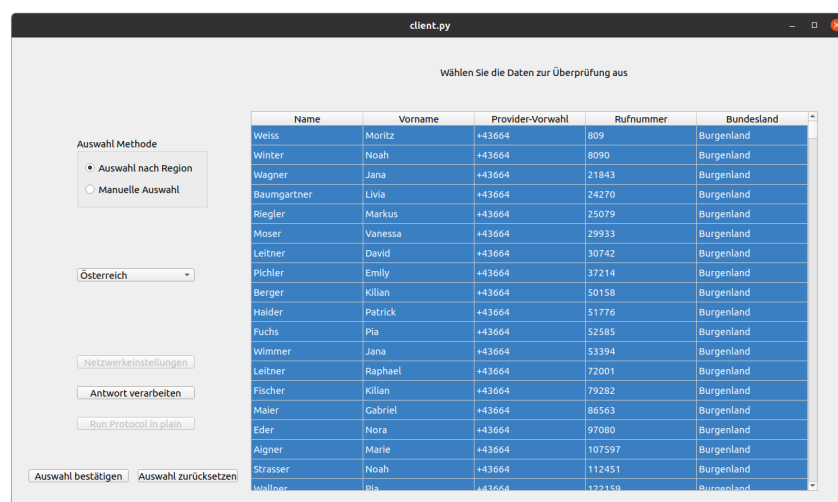 client.py
Wählen Sie die Daten zur Überprüfung aus
Auswahl Methode
Auswahl nach Region
Manuelle Auswahl
Österreich
Netzwerkeinstellungen
Antwort verarbeiten
Run Protocol in plain
Auswahl bestätigen Auswahl zurücksetzen
Name Vorname Provider-Vorwahl Rufnummer Bundesland
Weiss Moritz +43664 809 Burgenland
Winter Noah +43664 8090 Burgenland
Wagner Jana +43664 21843 Burgenland
Baumgartner Livia +43664 24270 Burgenland
Riegler Markus +43664 25079 Burgenland
Moser Vanessa +43664 29933 Burgenland
Leitner David +43664 30742 Burgenland
Pichler Emily +43664 37214 Burgenland
Berger Kilian +43664 50158 Burgenland
Haider Patrick +43664 51776 Burgenland
Fuchs Pia +43664 52585 Burgenland
Wimmer Jana +43664 53394 Burgenland
Leitner Raphael +43664 72001 Burgenland
Fischer Kilian +43664 79282 Burgenland
Maier Gabriel +43664 86563 Burgenland
Eder Nora +43664 97080 Burgenland
Aigner Marie +43664 107597 Burgenland
Strasser Noah +43664 112451 Burgenland
Wallner Pia +43664 122159 Burgenland